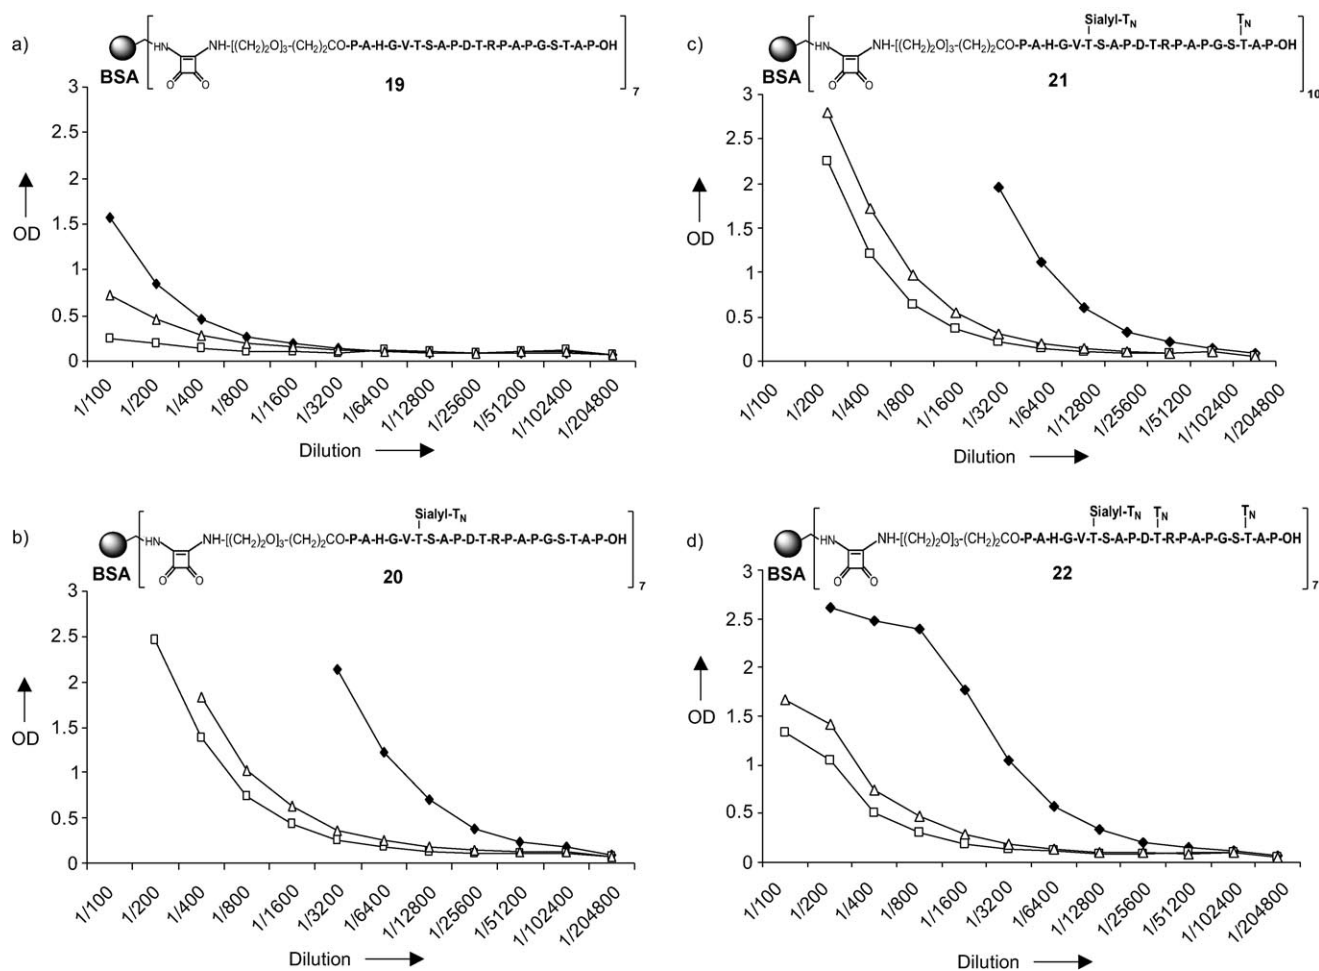 a)
HN
NH-[(CH2)2O]3-(CH2)2CO-P-A-H-G-V-T-S-A-P-D-T-R-P-A-P-G-S-T-A-P-OH
O O
BSA
19
7
3
2.5
2
1.5
1
0.5
0
OD
1/100 1/200 1/400 1/800 1/1600 1/3200 1/6400 1/12800 1/25600 1/51200 1/102400 1/204800
Dilution
c)
Sialyl-TN TN
HN
NH-[(CH2)2O]3-(CH2)2CO-P-A-H-G-V-T-S-A-P-D-T-R-P-A-P-G-S-T-A-P-OH
O O
BSA
21
10
3
2.5
2
1.5
1
0.5
0
OD
1/100 1/200 1/400 1/800 1/1600 1/3200 1/6400 1/12800 1/25600 1/51200 1/102400 1/204800
Dilution
b)
Sialyl-TN
HN
NH-[(CH2)2O]3-(CH2)2CO-P-A-H-G-V-T-S-A-P-D-T-R-P-A-P-G-S-T-A-P-OH
O O
BSA
20
7
3
2.5
2
1.5
1
0.5
0
OD
1/100 1/200 1/400 1/800 1/1600 1/3200 1/6400 1/12800 1/25600 1/51200 1/102400 1/204800
Dilution
d)
Sialyl-TN TN TN
HN
NH-[(CH2)2O]3-(CH2)2CO-P-A-H-G-V-T-S-A-P-D-T-R-P-A-P-G-S-T-A-P-OH
O O
BSA
22
7
3
2.5
2
1.5
1
0.5
0
OD
1/100 1/200 1/400 1/800 1/1600 1/3200 1/6400 1/12800 1/25600 1/51200 1/102400 1/204800
Dilution